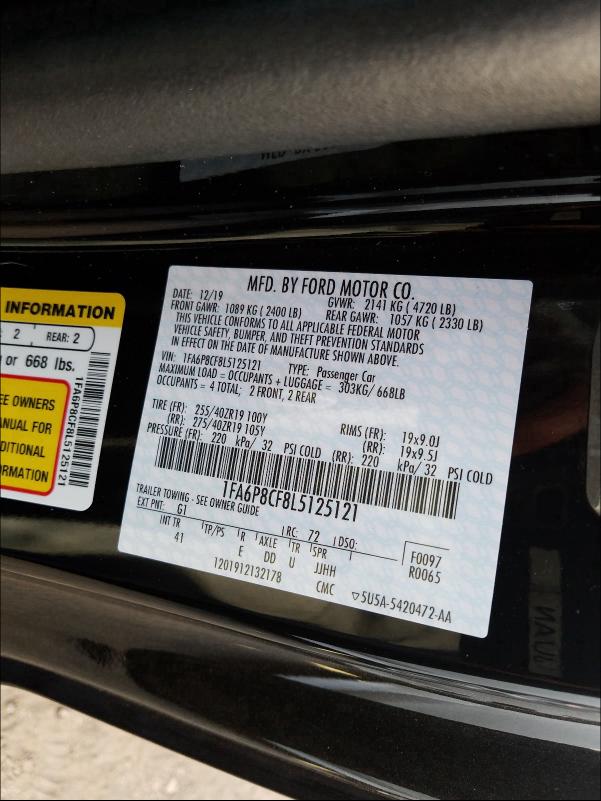 MFD. BY FORD MOTOR CO.
DATE: 12/19 GVWR: 2141 KG ( 4720 LB)
FRONT GAWR: 1089 KG ( 2400 LB) REAR GAWR: 1057 KG ( 2330 LB)
THIS VEHICLE CONFORMS TO ALL APPLICABLE FEDERAL MOTOR
VEHICLE SAFETY, BUMPER, AND THEFT PREVENTION STANDARDS
IN EFFECT ON THE DATE OF MANUFACTURE SHOWN ABOVE.
VIN: 1FA6P8CF8L5125121 TYPE: Passenger Car
MAXIMUM LOAD = OCCUPANTS + LUGGAGE = 303KG/ 668LB
OCCUPANTS = 4 TOTAL; 2 FRONT, 2 REAR
TIRE (FR): 255/40ZR19 100Y RIMS (FR): 19x9.0J
(RR): 275/40ZR19 105Y (RR): 19x9.5J
PRESSURE (FR): 220 kPa/ 32 PSI COLD (RR): 220 kPa/ 32 PSI COLD
1FA6P8CF8L5125121
TRAILER TOWING - SEE OWNER GUIDE
EXT PNT: G1 RC: 72 DSO: F0097
INT TR TP/PS R AXLE TR SPR R0065
41 E DD U JJHH
1201912132178 CMC ▽5U5A-5420472-AA
INFORMATION
2 REAR: 2
or 668 lbs.
SEE OWNERS
MANUAL FOR
INFORMATION
1FA6P8CF8L5125121